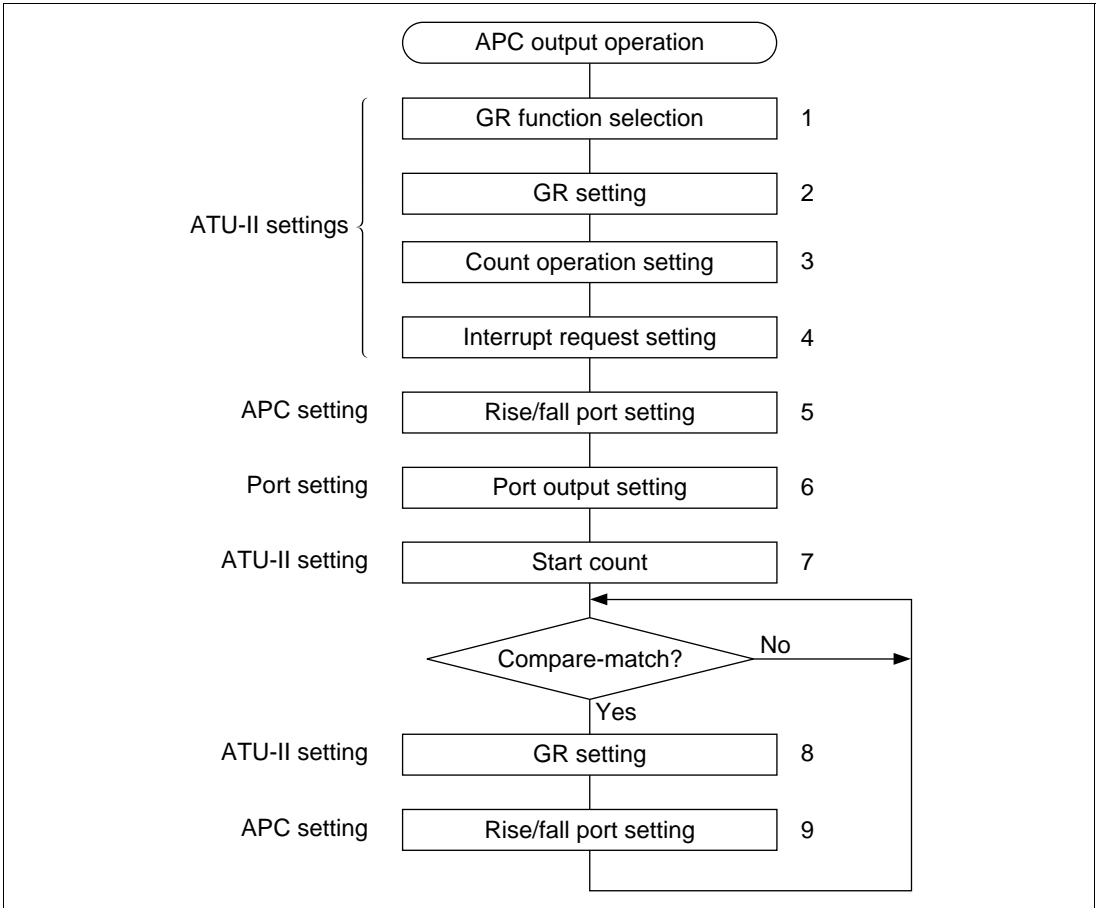 APC output operation
GR function selection 1
GR setting 2
ATU-II settings
Count operation setting 3
Interrupt request setting 4
APC setting Rise/fall port setting 5
Port setting Port output setting 6
ATU-II setting Start count 7
Compare-match? No
Yes
ATU-II setting GR setting 8
APC setting Rise/fall port setting 9